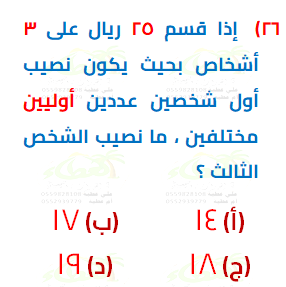 ٢٦) إذا قسم ٢٥ ريال على ٣
أشخاص بحيث يكون نصيب
أول شخصين عددين أوليين
مختلفين ، ما نصيب الشخص
الثالث ؟
(أ) ١٤ (ب) ١٧
(ج) ١٨ (د) ١٩